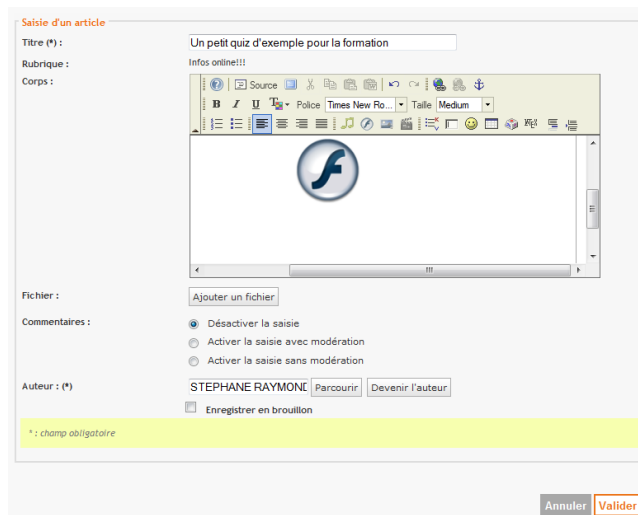 Saisie d'un article
Titre (*) : Un petit quiz d'exemple pour la formation
Rubrique : Infos online!!!
Corps :
Source
B I U Police Times New Ro... Taille Medium
Fichier : Ajouter un fichier
Commentaires : Désactiver la saisie
Activer la saisie avec modération
Activer la saisie sans modération
Auteur : (*) STEPHANE RAYMOND Parcourir Devenir l'auteur
Enregistrer en brouillon
* : champ obligatoire
Annuler Valider